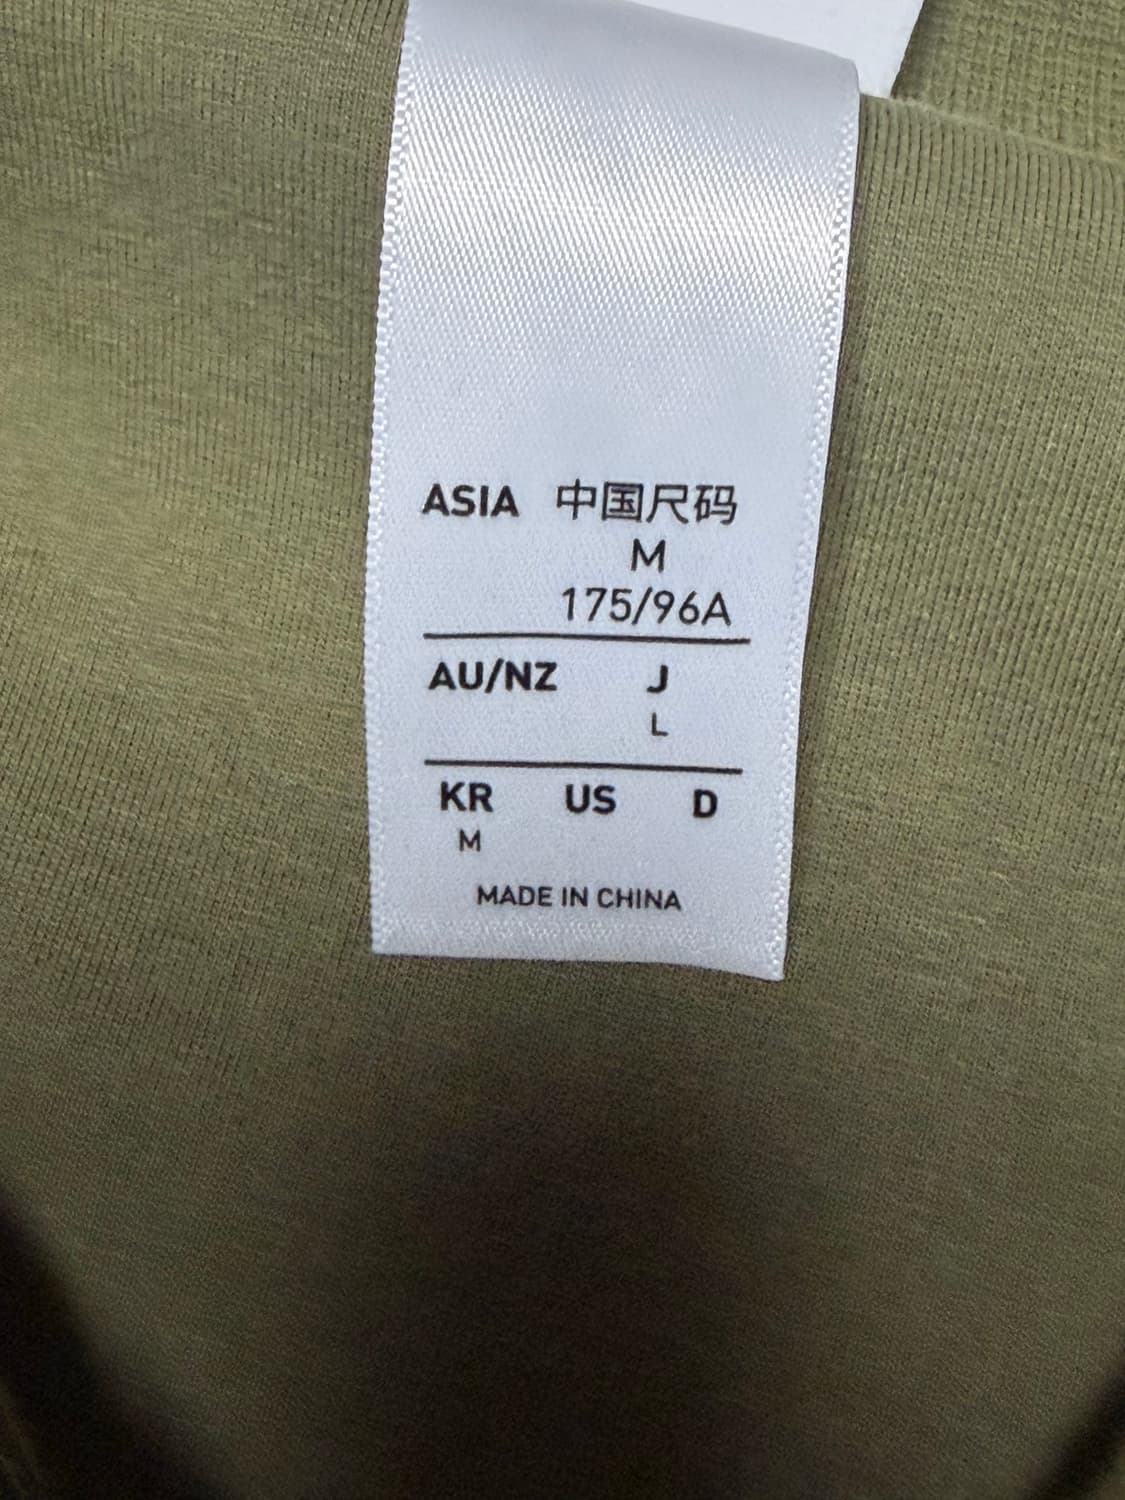 ASIA 中国尺码
M
175/96A
AU/NZ J
L
KR US D
M
MADE IN CHINA